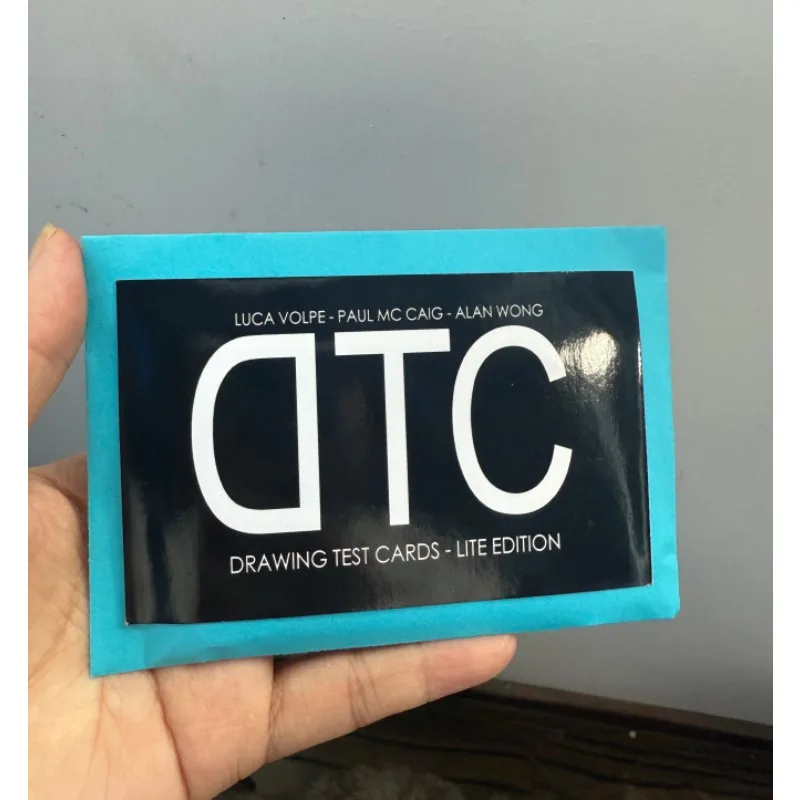 LUCA VOLPE - PAUL MC CAIG - ALAN WONG
DTC
DRAWING TEST CARDS - LITE EDITION